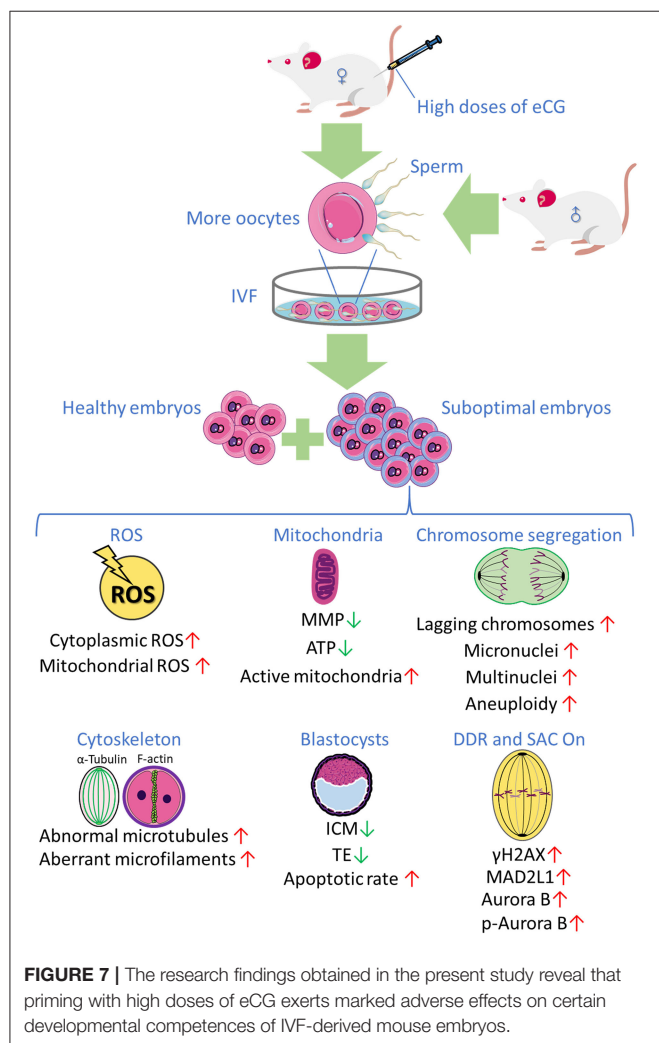 ♀
High doses of eCG
Sperm
More oocytes
♂
IVF
Healthy embryos
Suboptimal embryos
ROS
ROS
Cytoplasmic ROS↑
Mitochondrial ROS ↑
Mitochondria
MMP↓
ATP↓
Active mitochondria↑
Chromosome segregation
Lagging chromosomes ↑
Micronuclei ↑
Multinuclei ↑
Aneuploidy ↑
Cytoskeleton
α-Tubulin F-actin
Abnormal microtubules ↑
Aberrant microfilaments ↑
Blastocysts
ICM↓
TE↓
Apoptotic rate ↑
DDR and SAC On
γH2AX↑
MAD2L1↑
Aurora B↑
p-Aurora B↑
FIGURE 7 | The research findings obtained in the present study reveal that
priming with high doses of eCG exerts marked adverse effects on certain
developmental competences of IVF-derived mouse embryos.